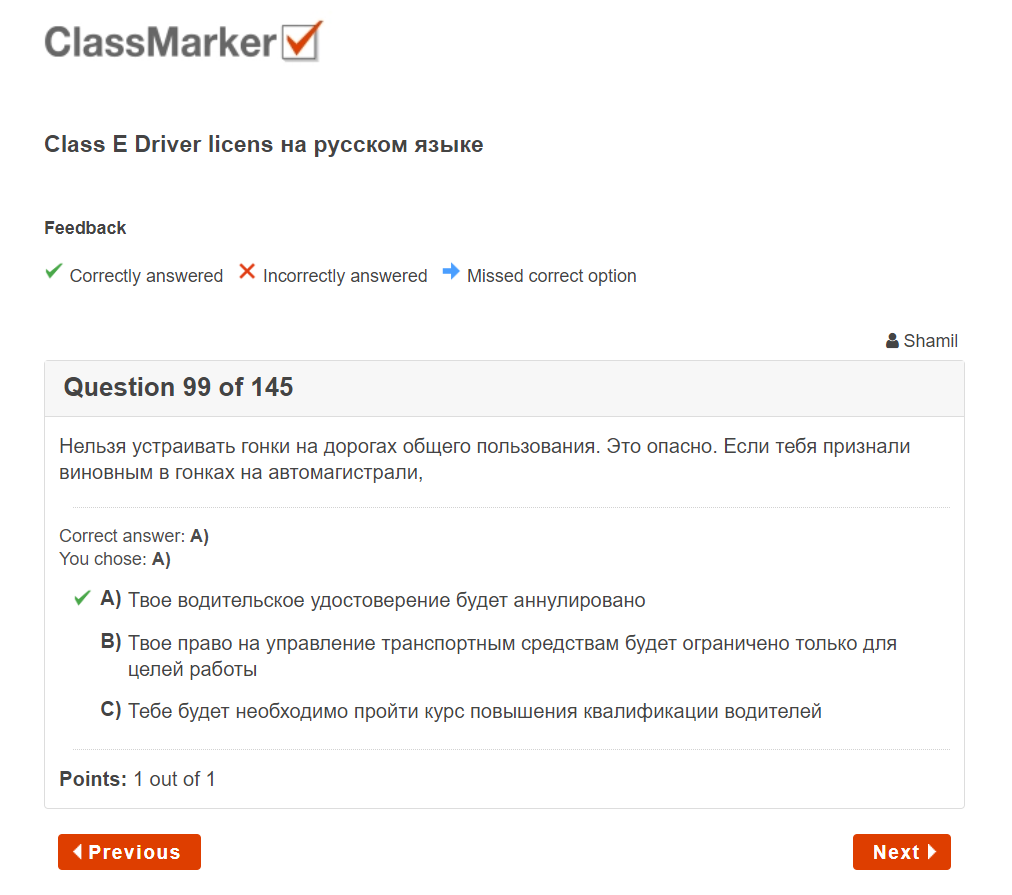 ClassMarker
Class E Driver licens на русском языке
Feedback
Correctly answered Incorrectly answered Missed correct option
Shamil
Question 99 of 145
Нельзя устраивать гонки на дорогах общего пользования. Это опасно. Если тебя признали
виновным в гонках на автомагистрали,
Correct answer: A)
You chose: A)
A) Твое водительское удостоверение будет аннулировано
B) Твое право на управление транспортным средствам будет ограничено только для
целей работы
C) Тебе будет необходимо пройти курс повышения квалификации водителей
Points: 1 out of 1
Previous
Next